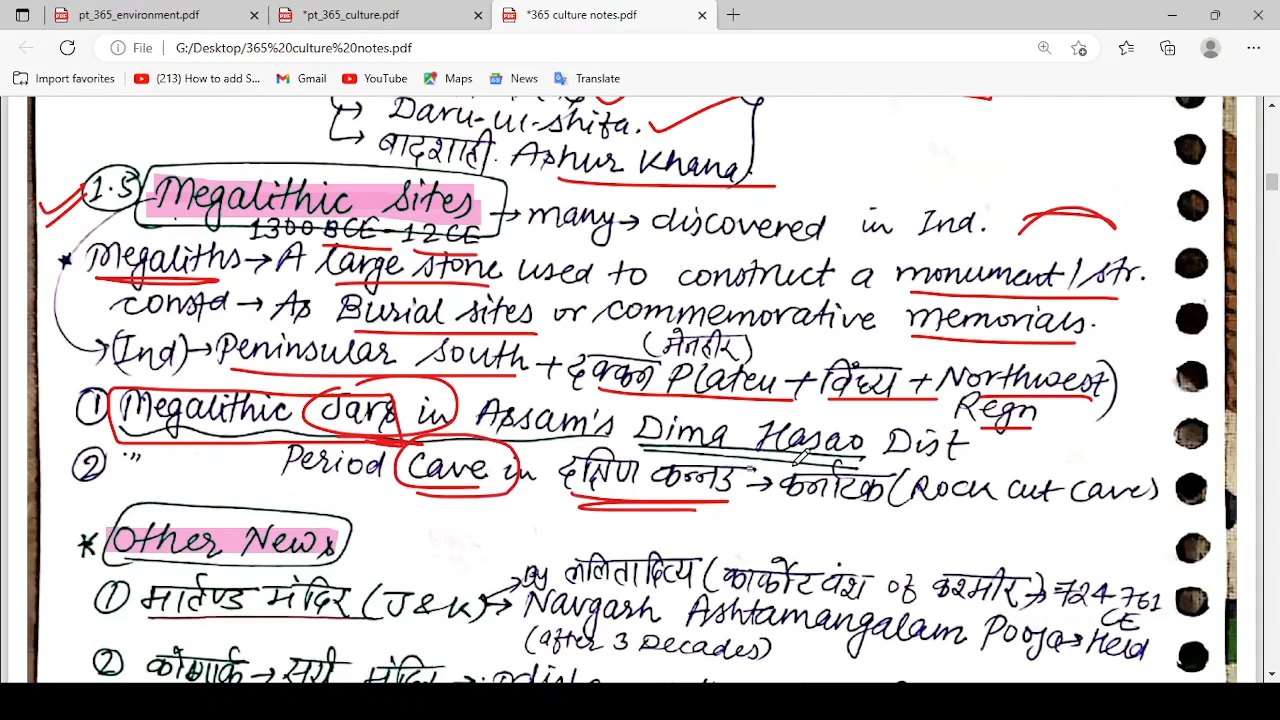 pt_365_environment.pdf
*pt_365_culture.pdf
*365 culture notes.pdf
File G:/Desktop/365%20culture%20notes.pdf
Import favorites
(213) How to add S...
Gmail
YouTube
Maps
News
Translate
Daru-ul-shifa.
बादशाही. Ashur Khana.
1.5 Megalithic Sites → many → discovered in Ind.
1300 BCE - 12 CE
* Megaliths → A large stone used to construct a monument/str.
constd → As Burial sites or commemorative memorials.
(मेनहीर)
→ (Ind) → Peninsular south + दक्कन Plateu + विंध्य + Northwest
Regn
① Megalithic Jars in Assam's Dima Hasao Dist
② "" Period Cave in दक्षिण कन्नड → कर्नाटक (Rock cut cave)
* Other News
By ललितादित्य (कार्कोट वंश of कश्मीर) → 724-761
CE
① मार्तण्ड मंदिर (J&K) → Navgarh Ashtamangalam Pooja → Held
(after 3 Decades)
② कोणार्क → सूर्य मंदिर →